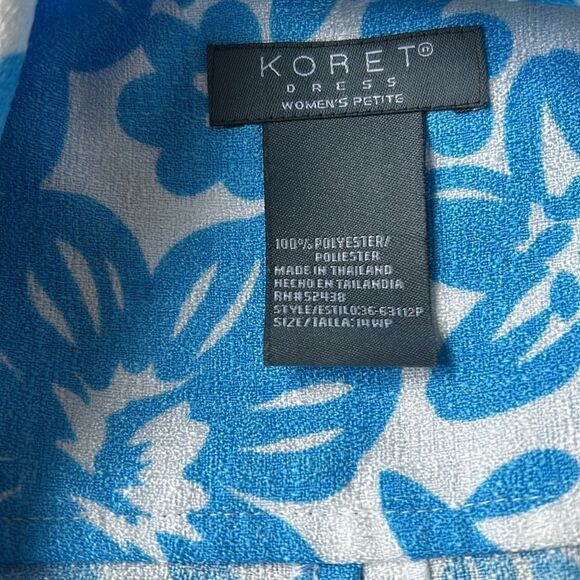 KORET®
DRESS
WOMEN'S PETITE
100% POLYESTER/
POLIESTER
MADE IN THAILAND
HECHO EN TAILANDIA
RN#52438
STYLE/ESTILO:36-63112P
SIZE/TALLA: 14WP